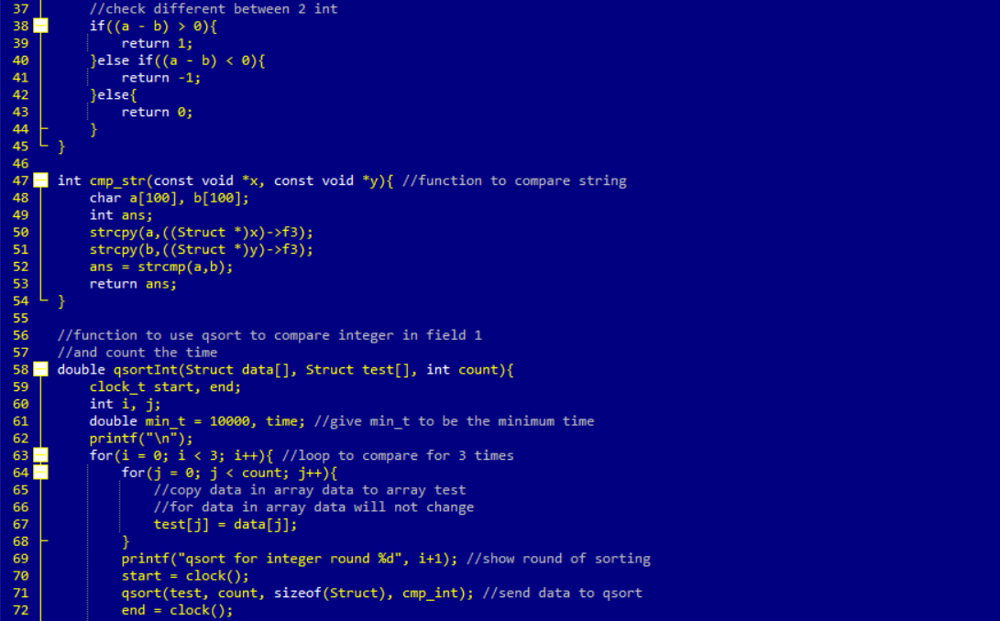 37 //check different between 2 int
38 if((a - b) > 0){
39 return 1;
40 }else if((a - b) < 0){
41 return -1;
42 }else{
43 return 0;
44 }
45 }
46
47 int cmp_str(const void *x, const void *y){ //function to compare string
48 char a[100], b[100];
49 int ans;
50 strcpy(a,((Struct *)x)->f3);
51 strcpy(b,((Struct *)y)->f3);
52 ans = strcmp(a,b);
53 return ans;
54 }
55
56 //function to use qsort to compare integer in field 1
57 //and count the time
58 double qsortInt(Struct data[], Struct test[], int count){
59 clock_t start, end;
60 int i, j;
61 double min_t = 10000, time; //give min_t to be the minimum time
62 printf("\n");
63 for(i = 0; i < 3; i++){ //loop to compare for 3 times
64 for(j = 0; j < count; j++){
65 //copy data in array data to array test
66 //for data in array data will not change
67 test[j] = data[j];
68 }
69 printf("qsort for integer round %d", i+1); //show round of sorting
70 start = clock();
71 qsort(test, count, sizeof(Struct), cmp_int); //send data to qsort
72 end = clock();